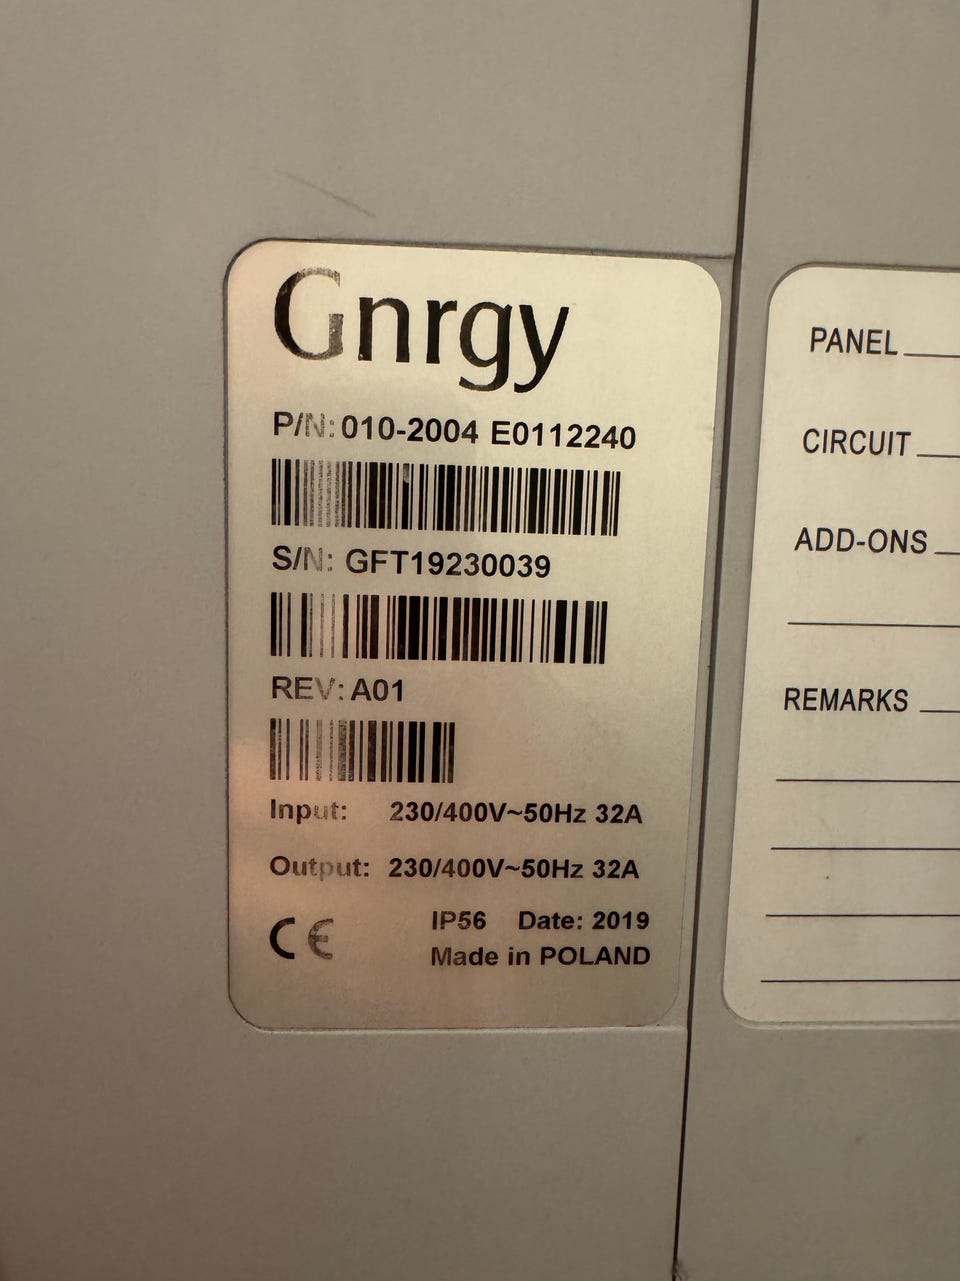 Gnrgy
P/N: 010-2004 E0112240
S/N: GFT19230039
REV: A01
Input: 230/400V~50Hz 32A
Output: 230/400V~50Hz 32A
CE IP56 Date: 2019
Made in POLAND
PANEL
CIRCUIT
ADD-ONS
REMARKS